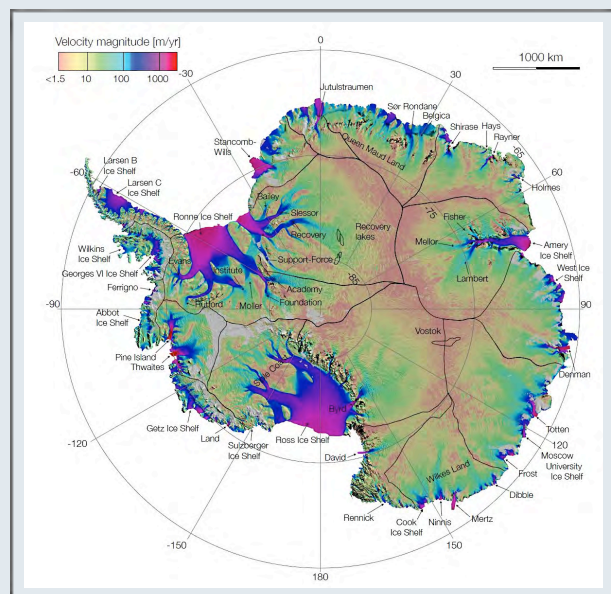 Velocity magnitude [m/yr]
<1.5 10 100 1000
1000 km
0
30
60
120
150
180
-150
-120
-90
-60
-30
-65
-75
-85
Jutulstraumen
Sør Rondane
Belgica
Shirase
Hays
Rayner
Queen Maud Land
Stancomb-
Wills
Larsen B
Ice Shelf
Larsen C
Ice Shelf
Ronne Ice Shelf
Bailey
Slessor
Recovery
Recovery
lakes
Support-Force
Fisher
Mellor
Lambert
Holmes
Amery
Ice Shelf
West Ice
Shelf
Wilkins
Ice Shelf
Georges VI Ice Shelf
Ferrigno
Evans
Institute
Rutford
Moller
Academy
Foundation
Abbot
Ice Shelf
Pine Island
Thwaites
Vostok
Denman
Byrd
Getz Ice Shelf
Land
Sulzberger
Ice Shelf
Ross Ice Shelf
David
Wilkes Land
Totten
Moscow
University
Ice Shelf
Frost
Dibble
Mertz
Ninnis
Cook
Ice Shelf
Rennick